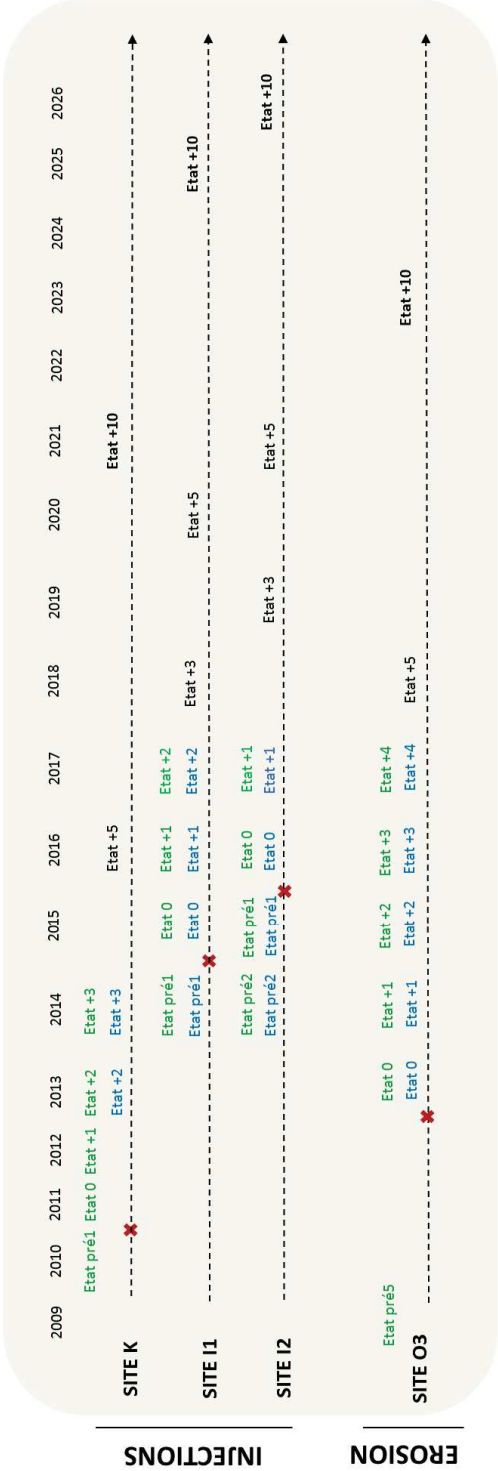 2009 2010 2011 2012 2013 2014 2015 2016 2017 2018 2019 2020 2021 2022 2023 2024 2025 2026
INJECTIONS
Etat pré1 Etat 0 Etat +1 Etat +2 Etat +3
SITE K Etat +2 Etat +3 Etat +5 Etat +10
Etat pré1 Etat 0 Etat +1 Etat +2
SITE I1 Etat pré1 Etat 0 Etat +1 Etat +2 Etat +3 Etat +5 Etat +10
Etat pré2 Etat pré1 Etat 0 Etat +1
SITE I2 Etat pré2 Etat pré1 Etat 0 Etat +1 Etat +3 Etat +5 Etat +10
EROSION
Etat pré5 Etat 0 Etat +1 Etat +2 Etat +3 Etat +4
SITE O3 Etat 0 Etat +1 Etat +2 Etat +3 Etat +4 Etat +5 Etat +10